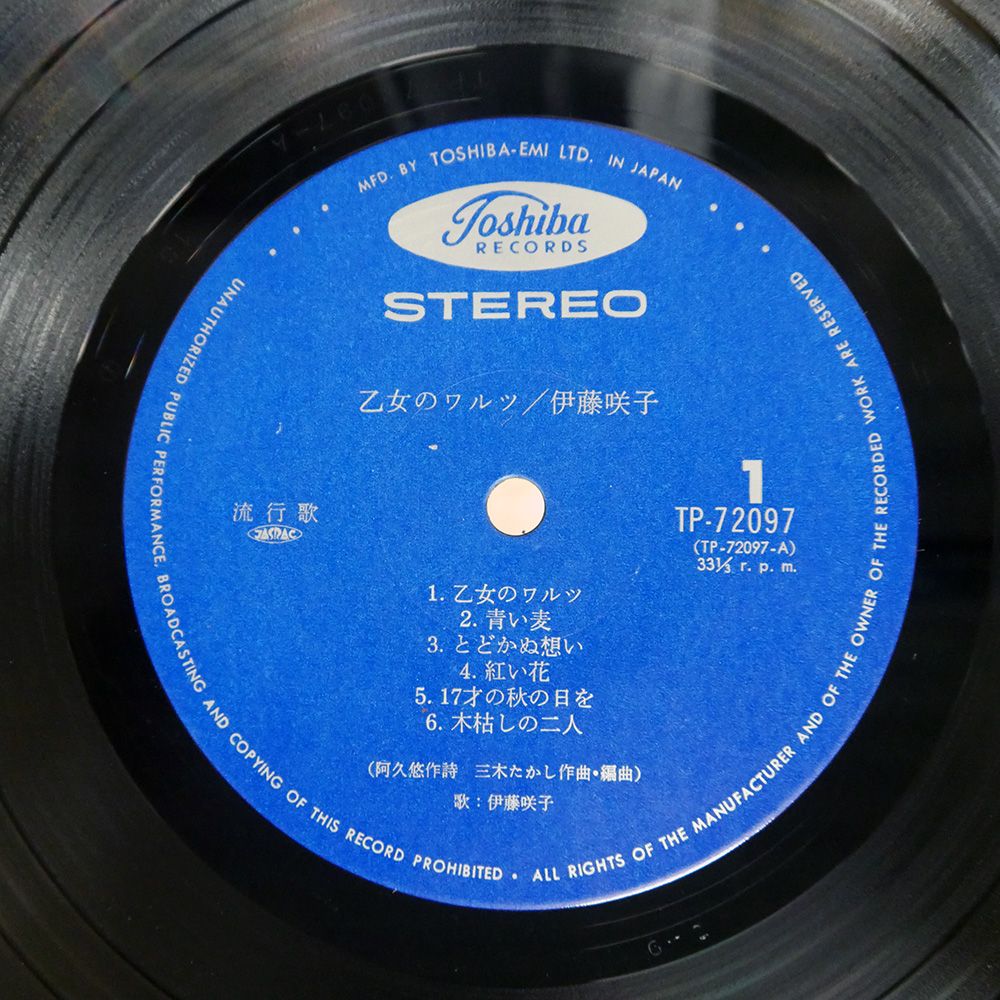 MFD. BY TOSHIBA-EMI LTD. IN JAPAN
Toshiba
RECORDS
STEREO
乙女のワルツ／伊藤咲子
流行歌
JASRAC
1
TP-72097
(TP-72097-A)
33⅓ r. p. m.
1. 乙女のワルツ
2. 青い麦
3. とどかぬ想い
4. 紅い花
5. 17才の秋の日を
6. 木枯しの二人
(阿久悠作詩 三木たかし作曲・編曲)
歌：伊藤咲子
UNAUTHORIZED PUBLIC PERFORMANCE, BROADCASTING AND COPYING OF THIS RECORD PROHIBITED • ALL RIGHTS OF THE MANUFACTURER AND OF THE OWNER OF THE RECORDED WORK ARE RESERVED